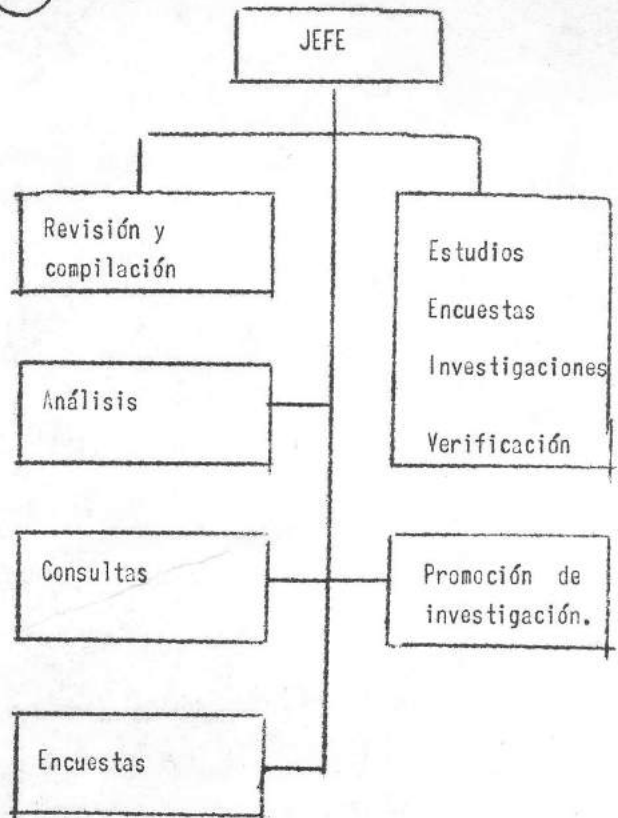 JEFE
Revisión y
compilación
Estudios
Encuestas
Investigaciones
Verificación
Análisis
Consultas
Promoción de
investigación.
Encuestas